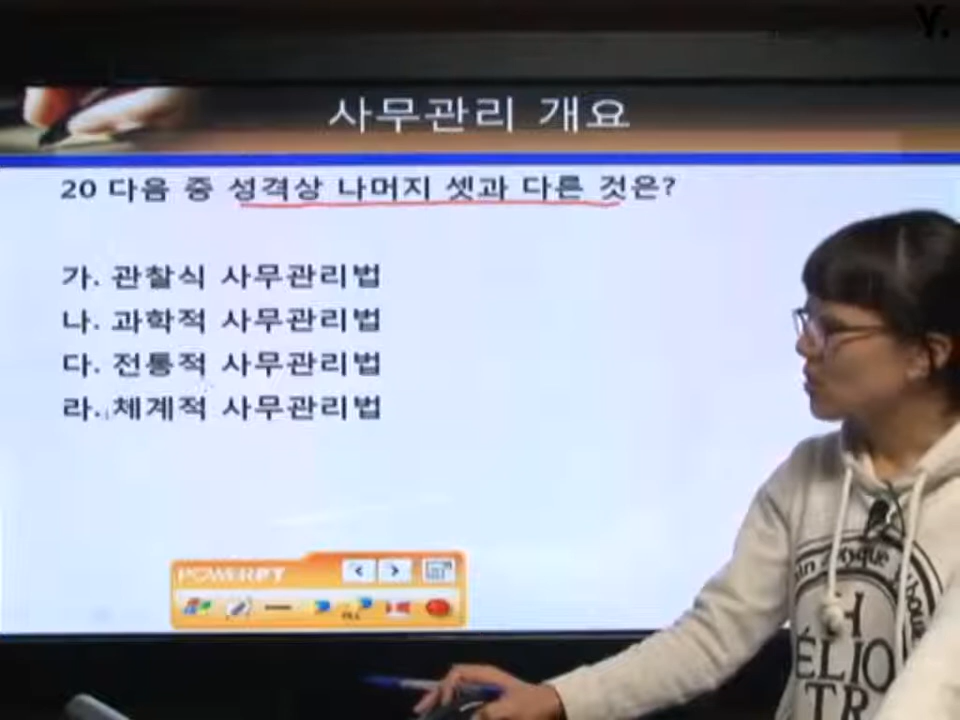 사무관리 개요
20 다음 중 성격상 나머지 셋과 다른 것은?
가. 관찰식 사무관리법
나. 과학적 사무관리법
다. 전통적 사무관리법
라. 체계적 사무관리법
POWERPT
ÉLIO
TR